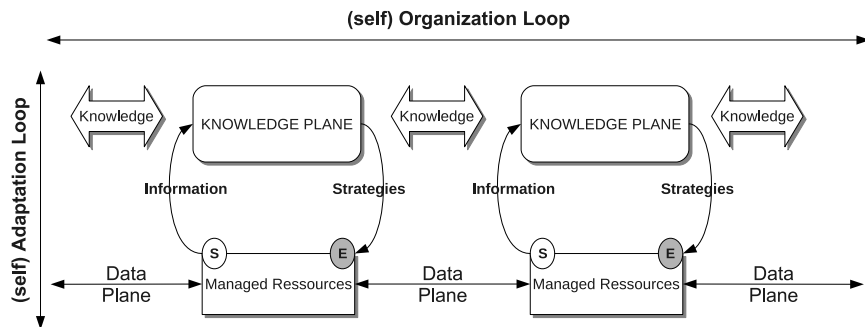 (self) Organization Loop
(self) Adaptation Loop
Knowledge
KNOWLEDGE PLANE
Knowledge
KNOWLEDGE PLANE
Knowledge
Information
Strategies
Information
Strategies
S
E
S
E
Data
Plane
Managed Ressources
Data
Plane
Managed Ressources
Data
Plane